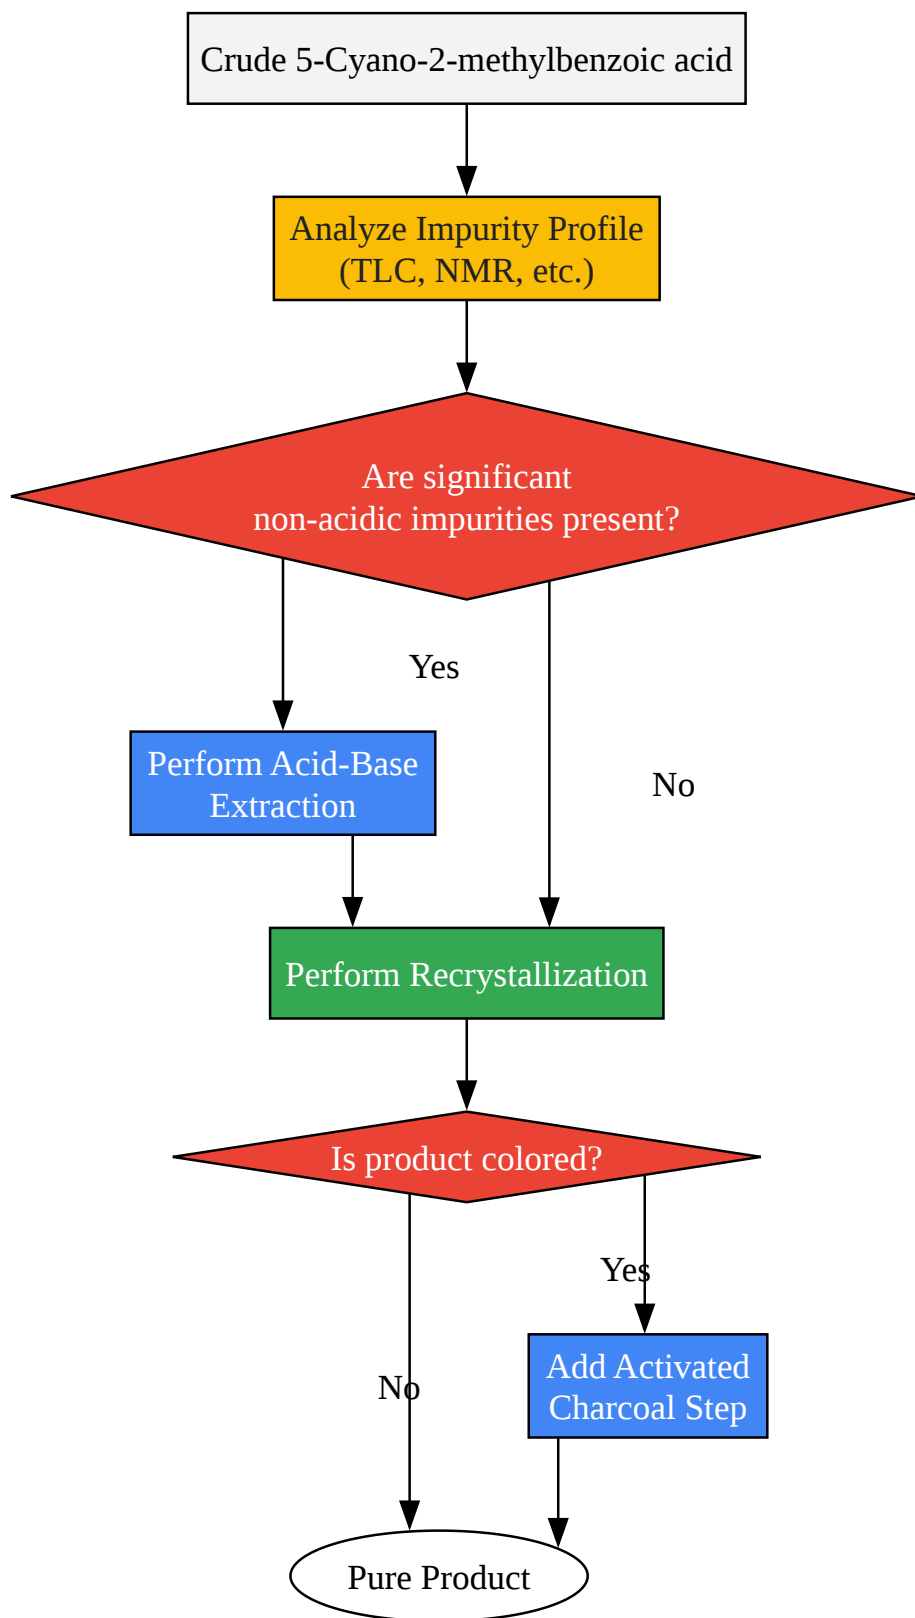 Crude 5-Cyano-2-methylbenzoic acid
Analyze Impurity Profile
(TLC, NMR, etc.)
Are significant
non-acidic impurities present?
Yes
No
Perform Acid-Base
Extraction
Perform Recrystallization
Is product colored?
Yes
No
Add Activated
Charcoal Step
Pure Product